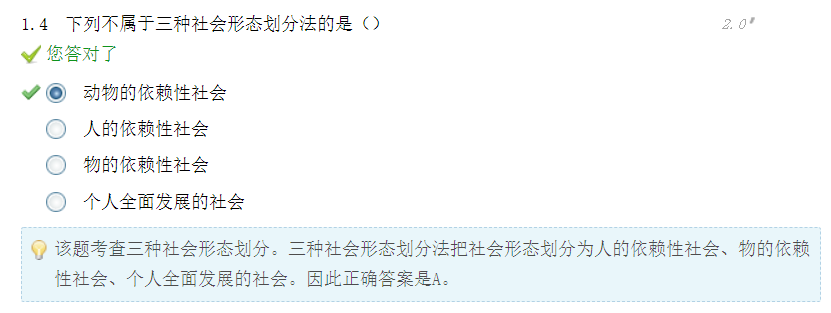 1.4 下列不属于三种社会形态划分法的是（） 2.0'
您答对了
动物的依赖性社会
人的依赖性社会
物的依赖性社会
个人全面发展的社会
该题考查三种社会形态划分。三种社会形态划分法把社会形态划分为人的依赖性社会、物的依赖
性社会、个人全面发展的社会。因此正确答案是A。